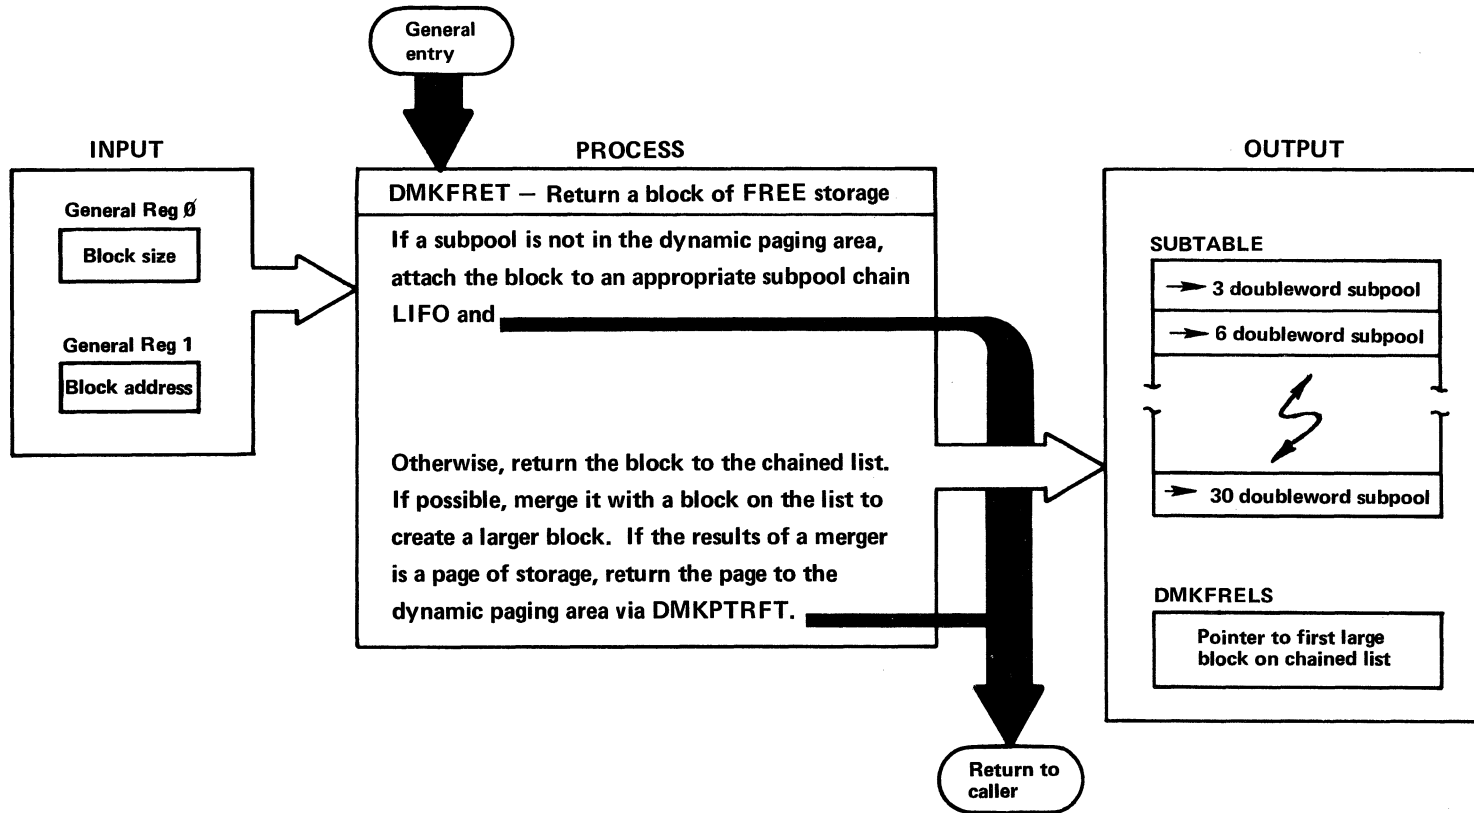 General
entry
INPUT
PROCESS
OUTPUT
General Reg 0
Block size
General Reg 1
Block address
DMKFRET — Return a block of FREE storage
If a subpool is not in the dynamic paging area,
attach the block to an appropriate subpool chain
LIFO and
Otherwise, return the block to the chained list.
If possible, merge it with a block on the list to
create a larger block. If the results of a merger
is a page of storage, return the page to the
dynamic paging area via DMKPTRFT.
SUBTABLE
→ 3 doubleword subpool
→ 6 doubleword subpool
→ 30 doubleword subpool
DMKFRELS
Pointer to first large
block on chained list
Return to
caller